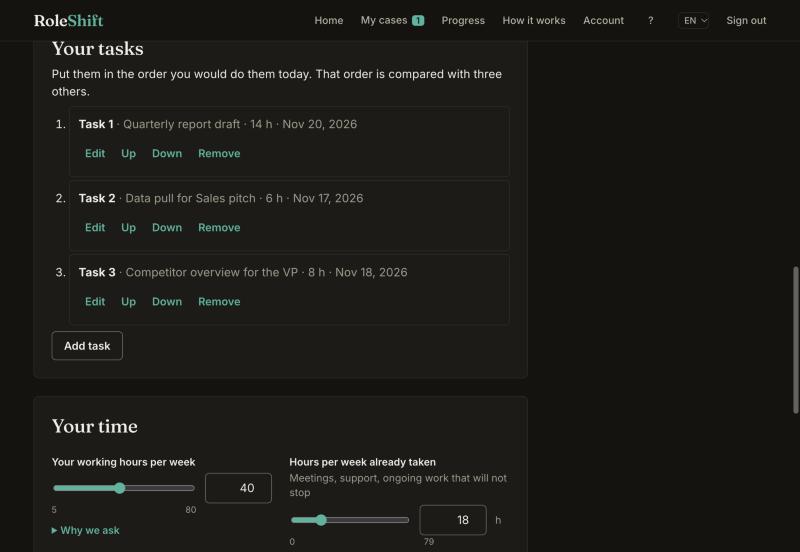 RoleShift
Home My cases 1 Progress How it works Account ? EN Sign out
Your tasks
Put them in the order you would do them today. That order is compared with three
others.
1. Task 1 · Quarterly report draft · 14 h · Nov 20, 2026
Edit Up Down Remove
2. Task 2 · Data pull for Sales pitch · 6 h · Nov 17, 2026
Edit Up Down Remove
3. Task 3 · Competitor overview for the VP · 8 h · Nov 18, 2026
Edit Up Down Remove
Add task
Your time
Your working hours per week
40
5 80
Why we ask
Hours per week already taken
Meetings, support, ongoing work that will not
stop
18 h
0 79